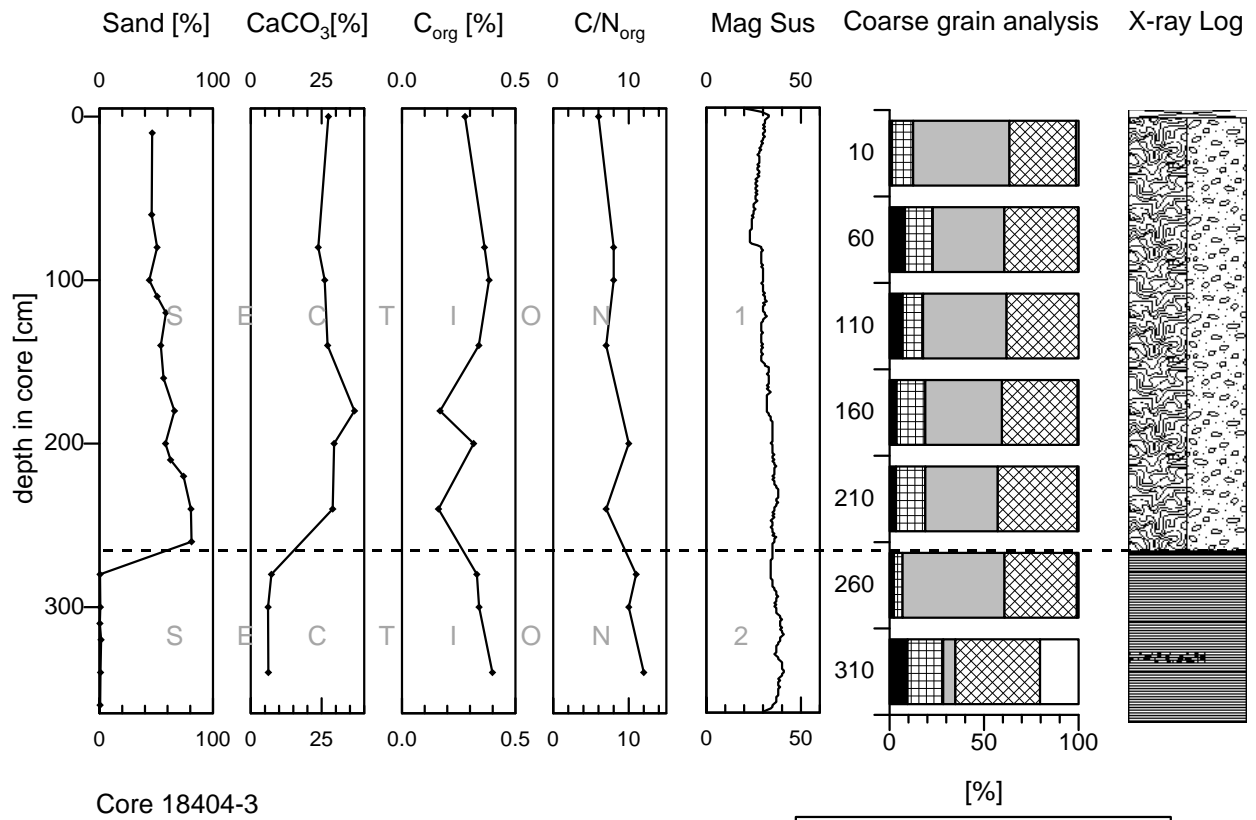 Sand [%] CaCO3[%] Corg [%] C/Norg Mag Sus Coarse grain analysis X-ray Log
0 100 0 25 0.0 0.5 0 10 0 50
0
10
60
100
110
S E C T I O N 1
160
200
210
260
300
S E C T I O N 2
310
depth in core [cm]
0 100 0 25 0.0 0.5 0 10 0 50 0 50 100
[%]
Core 18404-3